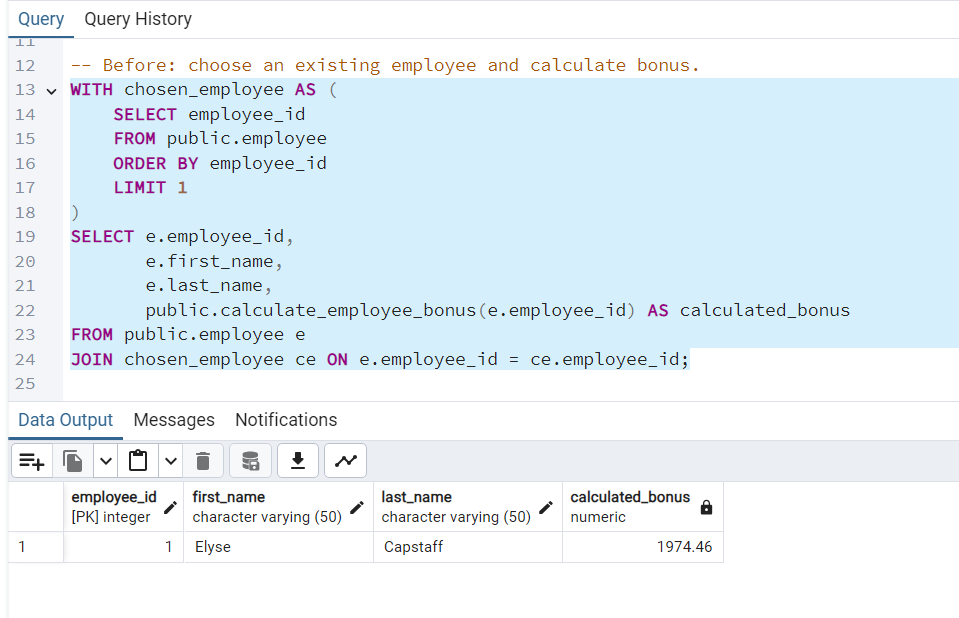 Query Query History
11
12 -- Before: choose an existing employee and calculate bonus.
13 WITH chosen_employee AS (
14 SELECT employee_id
15 FROM public.employee
16 ORDER BY employee_id
17 LIMIT 1
18 )
19 SELECT e.employee_id,
20 e.first_name,
21 e.last_name,
22 public.calculate_employee_bonus(e.employee_id) AS calculated_bonus
23 FROM public.employee e
24 JOIN chosen_employee ce ON e.employee_id = ce.employee_id;
25
Data Output Messages Notifications
employee_id first_name last_name calculated_bonus
[PK] integer character varying (50) character varying (50) numeric
1 1 Elyse Capstaff 1974.46